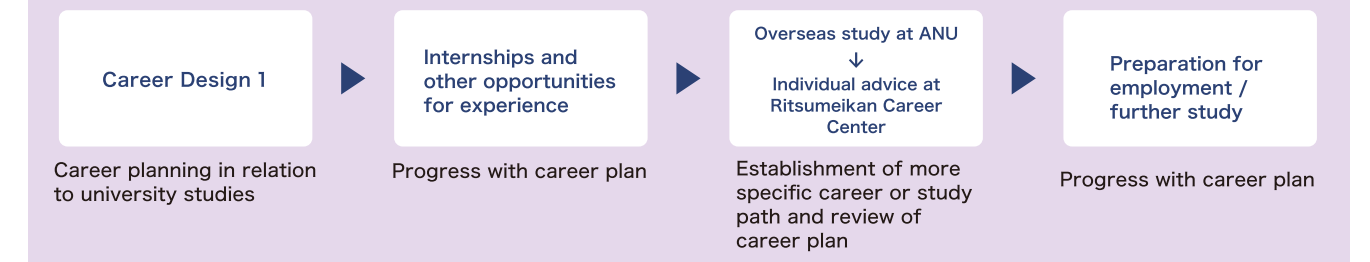 Career Design 1
Career planning in relation
to university studies
Internships and
other opportunities
for experience
Progress with career plan
Overseas study at ANU
↓
Individual advice at
Ritsumeikan Career
Center
Establishment of more
specific career or study
path and review of
career plan
Preparation for
employment /
further study
Progress with career plan